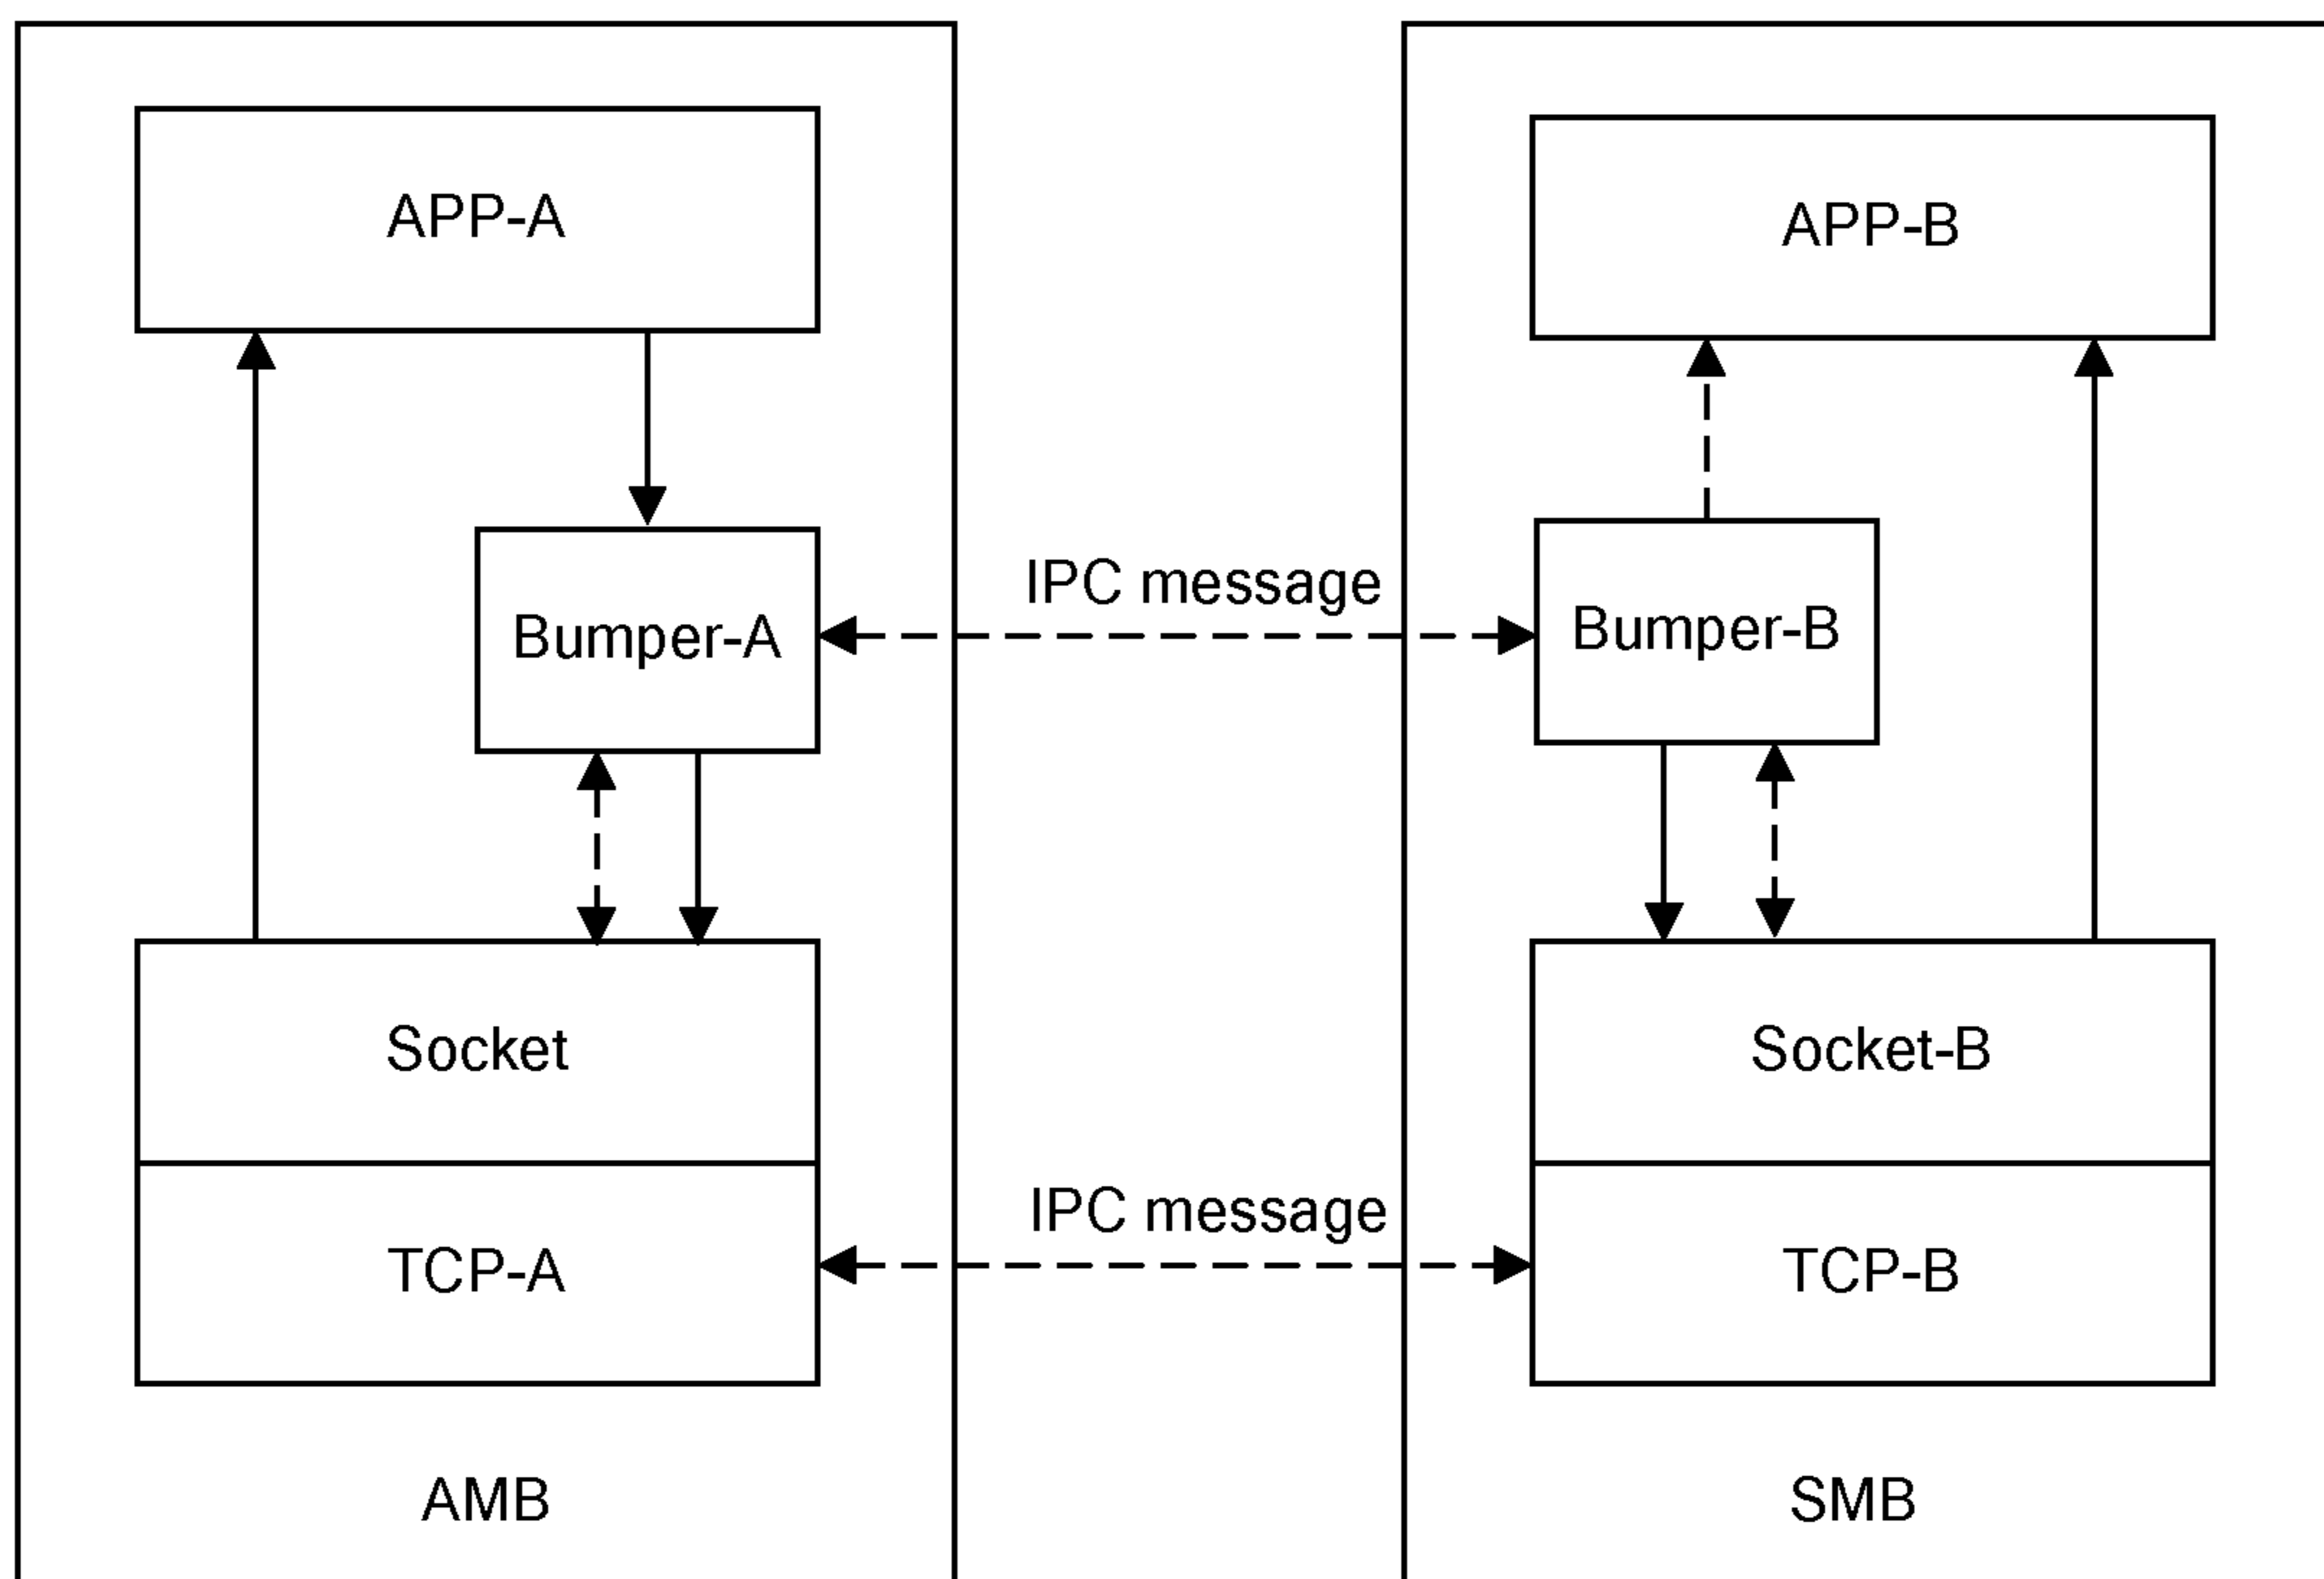 APP-A
APP-B
IPC message
Bumper-A
Bumper-B
Socket
Socket-B
IPC message
TCP-A
TCP-B
AMB
SMB